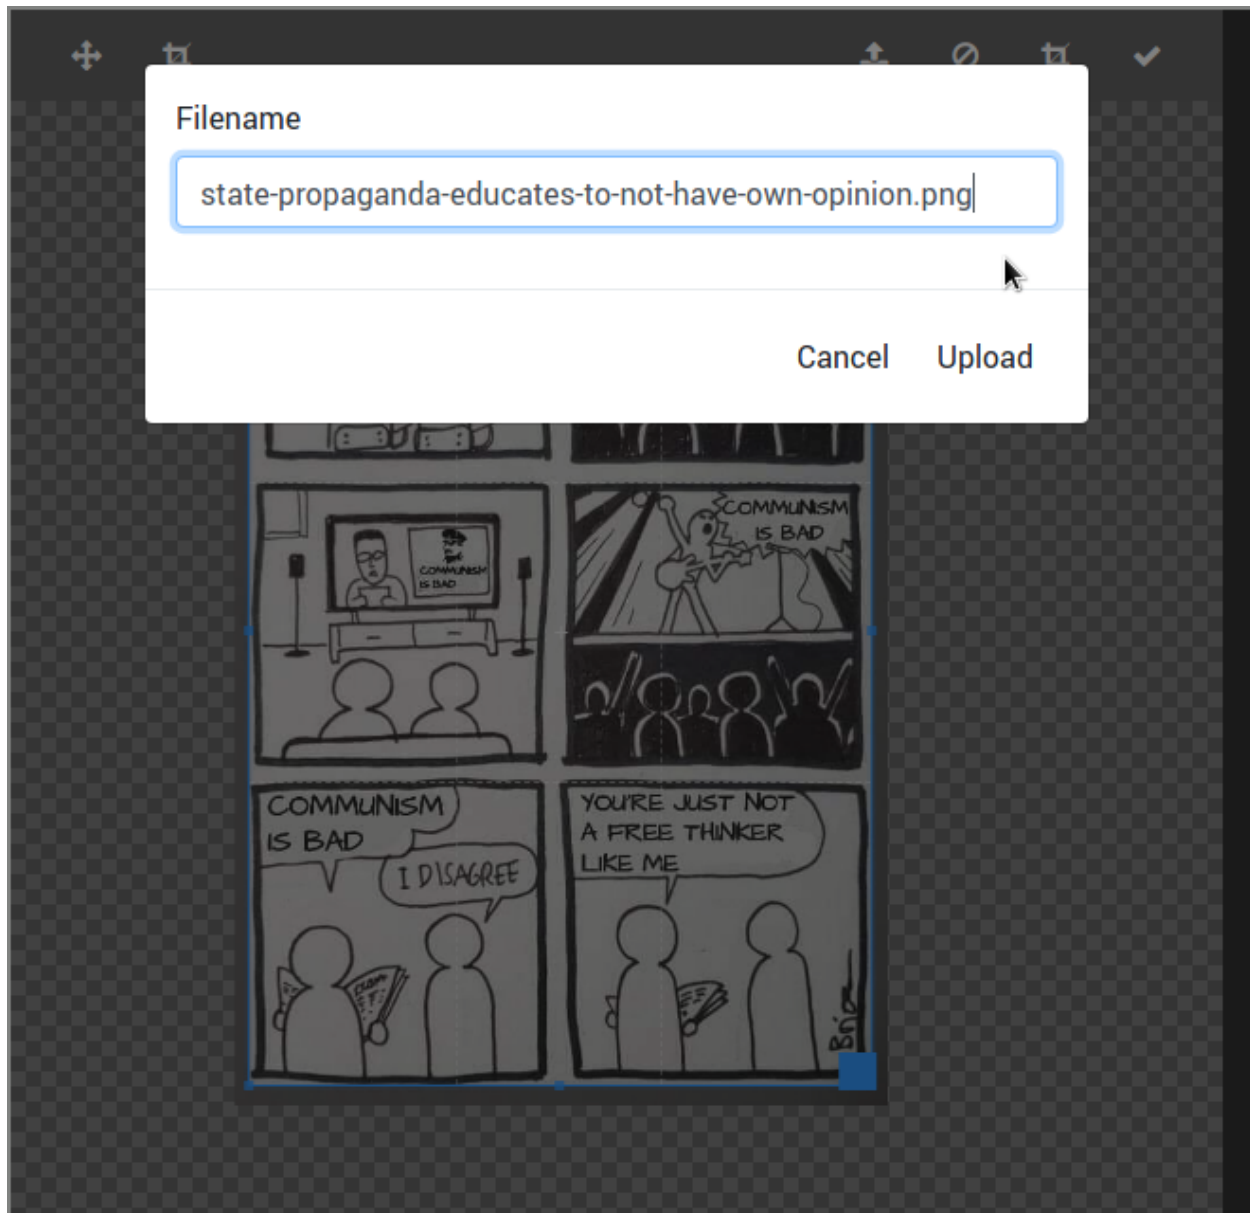 Filename
state-propaganda-educates-to-not-have-own-opinion.png
Cancel
Upload
COMMUNISM
IS BAD
COMMUNISM
IS BAD
COMMUNISM
IS BAD
I DISAGREE
YOU'RE JUST NOT
A FREE THINKER
LIKE ME